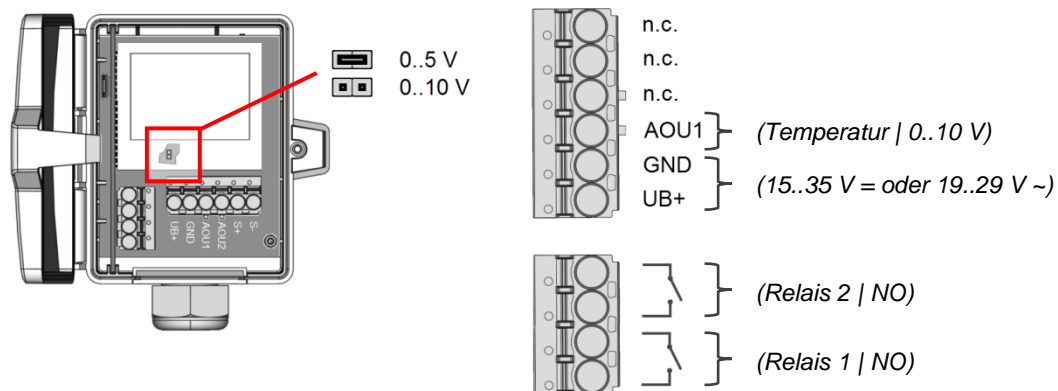 0..5 V
0..10 V
UB+
GND
AOU1
AOU2
S+
S-
n.c.
n.c.
n.c.
AOU1 (Temperatur | 0..10 V)
GND
UB+
(15..35 V = oder 19..29 V ~)
(Relais 2 | NO)
(Relais 1 | NO)